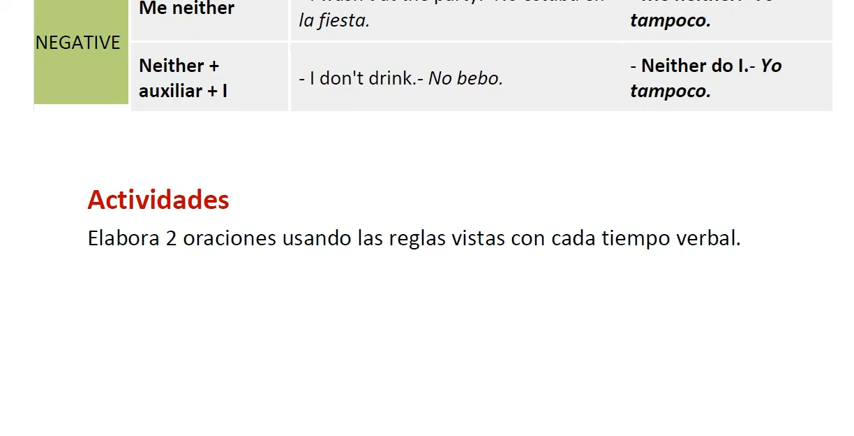 Me neither
la fiesta.
tampoco.
NEGATIVE
Neither +
auxiliar + I
- I don't drink.- No bebo.
- Neither do I.- Yo
tampoco.
Actividades
Elabora 2 oraciones usando las reglas vistas con cada tiempo verbal.